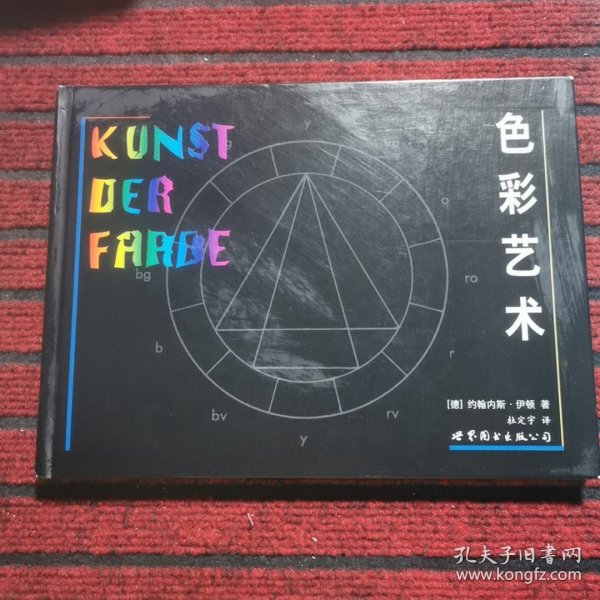 KUNST
DER
FARBE
色彩艺术
y
g
o
bg
ro
b
r
bv
rv
y
[德] 约翰内斯·伊顿 著
杜定宇 译
世界图书出版公司
孔夫子旧书网
www.kongfz.com